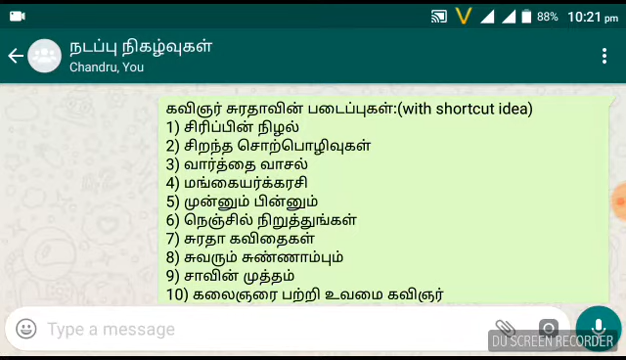 88% 10:21 pm
நடப்பு நிகழ்வுகள்
Chandru, You
கவிஞர் சுரதாவின் படைப்புகள்:(with shortcut idea)
1) சிரிப்பின் நிழல்
2) சிறந்த சொற்பொழிவுகள்
3) வார்த்தை வாசல்
4) மங்கையர்க்கரசி
5) முன்னும் பின்னும்
6) நெஞ்சில் நிறுத்துங்கள்
7) சுரதா கவிதைகள்
8) சுவரும் சுண்ணாம்பும்
9) சாவின் முத்தம்
10) கலைஞரை பற்றி உவமை கவிஞர்
Type a message
DU SCREEN RECORDER